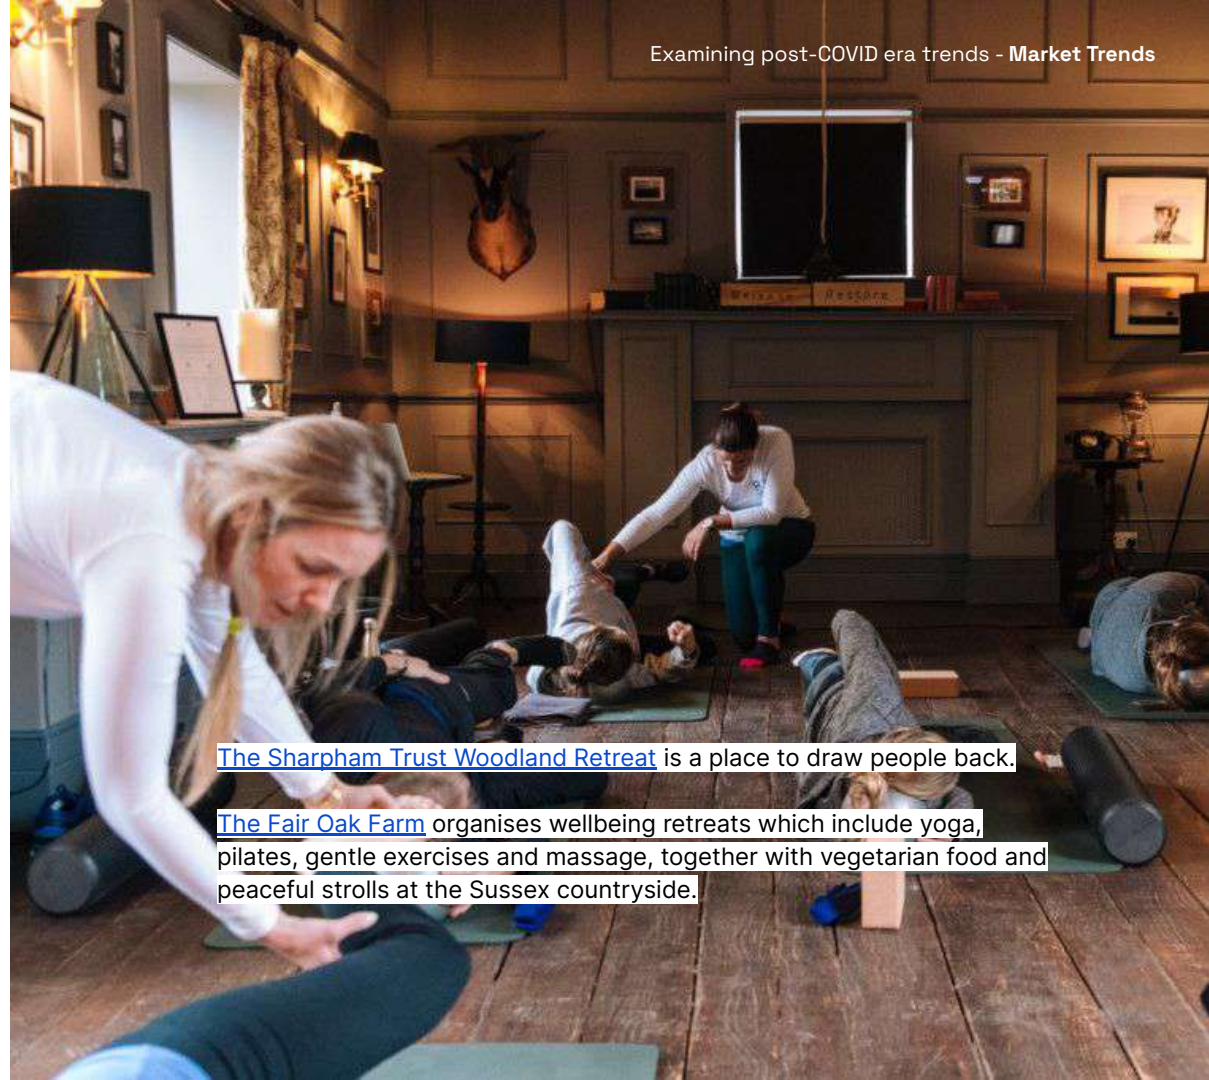 Examining post-COVID era trends - Market Trends
Restore
The Sharpham Trust Woodland Retreat is a place to draw people back.
The Fair Oak Farm organises wellbeing retreats which include yoga,
pilates, gentle exercises and massage, together with vegetarian food and
peaceful strolls at the Sussex countryside.